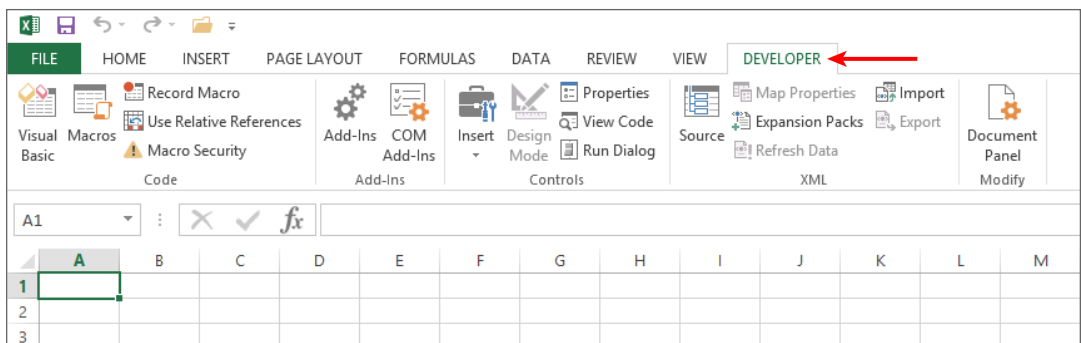 FILE HOME INSERT PAGE LAYOUT FORMULAS DATA REVIEW VIEW DEVELOPER
Visual Basic
Macros
Record Macro
Use Relative References
Macro Security
Code
Add-Ins
COM Add-Ins
Add-Ins
Insert
Design Mode
Properties
View Code
Run Dialog
Controls
Source
Map Properties
Expansion Packs
Refresh Data
Import
Export
XML
Document Panel
Modify
A1 fx
A B C D E F G H I J K L M
1
2
3